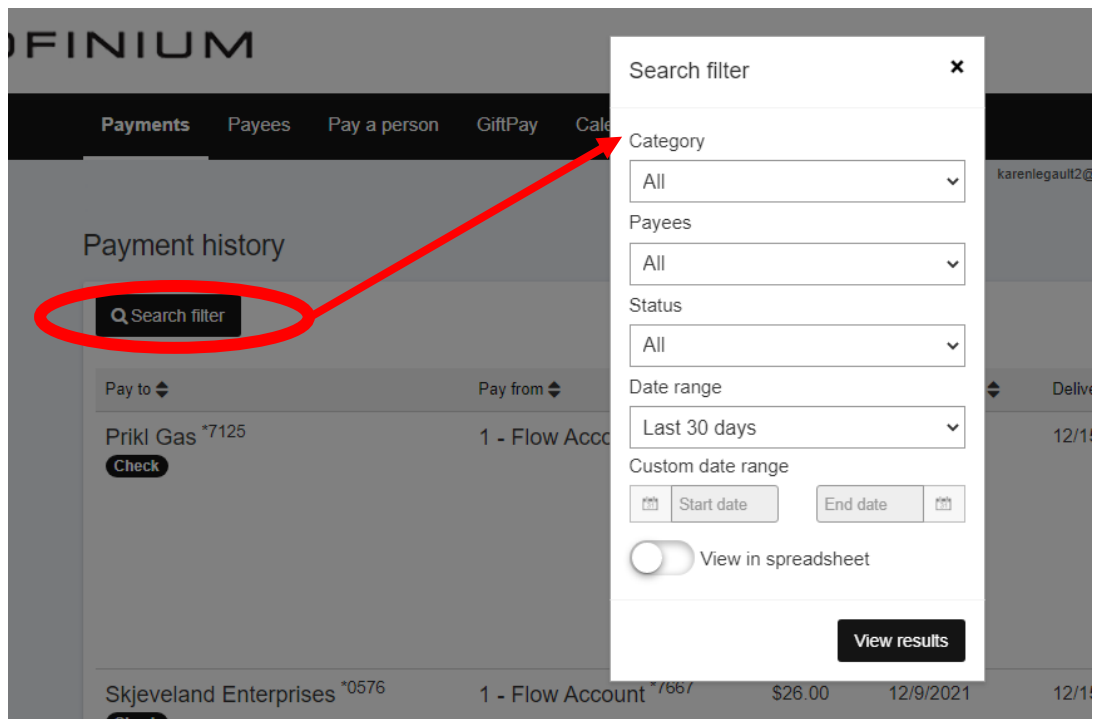 FINIUM
Payments Payees Pay a person GiftPay
karenlegault2@
Payment history
Search filter
Pay to Pay from
Prikl Gas *7125 1 - Flow 12/1
Check
Skjeveland Enterprises *0576 1 - Flow Account *7667 $26.00 12/9/2021 12/1
Check
Search filter ×
Category
All
Payees
All
Status
All
Date range
Last 30 days
Custom date range
Start date End date
View in spreadsheet
View results